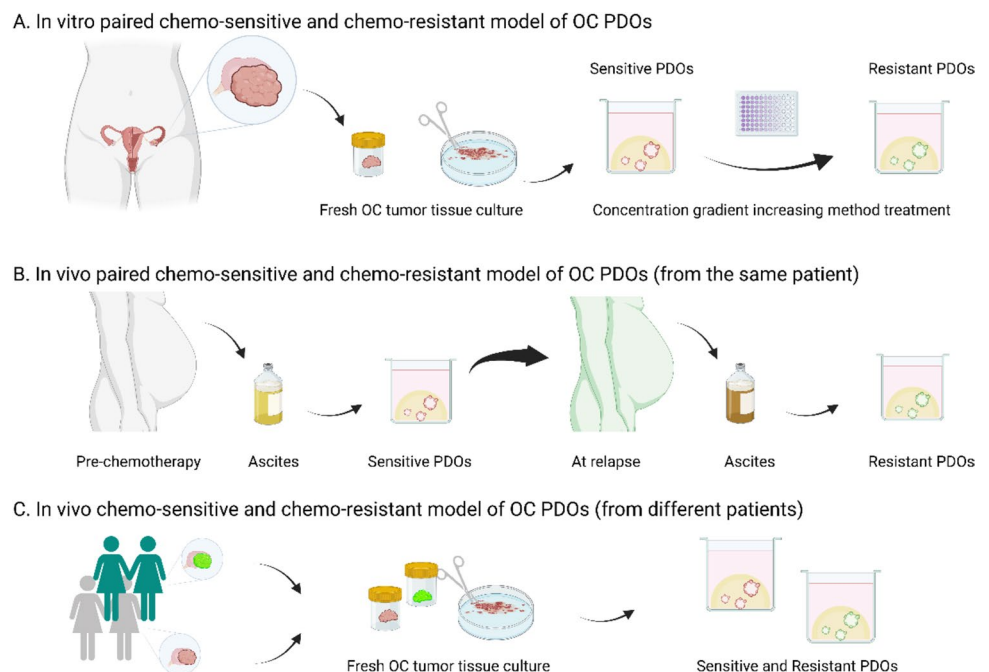 A. In vitro paired chemo-sensitive and chemo-resistant model of OC PDOs
Sensitive PDOs
Resistant PDOs
Fresh OC tumor tissue culture
Concentration gradient increasing method treatment
B. In vivo paired chemo-sensitive and chemo-resistant model of OC PDOs (from the same patient)
Pre-chemotherapy
Ascites
Sensitive PDOs
At relapse
Ascites
Resistant PDOs
C. In vivo chemo-sensitive and chemo-resistant model of OC PDOs (from different patients)
Fresh OC tumor tissue culture
Sensitive and Resistant PDOs